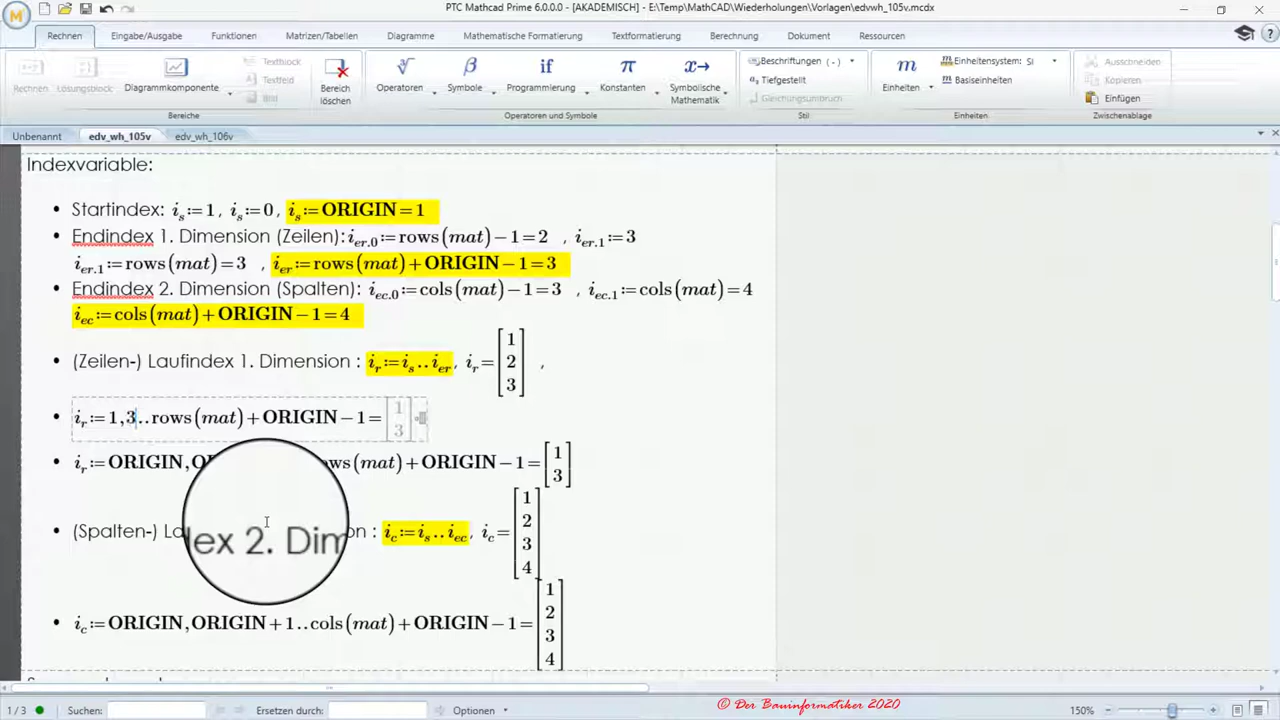 PTC Mathcad Prime 6.0.0.0 - [AKADEMISCH] - E:\Temp\MathCAD\Wiederholungen\Vorlagen\edvwh_105v.mcdx
Rechnen Eingabe/Ausgabe Funktionen Matrizen/Tabellen Diagramme Mathematische Formatierung Textformatierung Berechnung Dokument Ressourcen
Rechnen Lösungsblock Diagrammkomponente Textblock Textfeld Bild Bereich löschen
Operatoren Symbole Programmierung Konstanten Symbolische Mathematik
Beschriftungen ( - ) Tiefgestellt Gleichungsumbruch
Einheiten Einheitensystem: SI Basiseinheiten
Ausschneiden Kopieren Einfügen
Bereiche Operatoren und Symbole Stil Einheiten Zwischenablage
Unbenannt edv_wh_105v edv_wh_106v
Indexvariable:
• Startindex: i_s:=1 , i_s:=0 , i_s:=ORIGIN=1
• Endindex 1. Dimension (Zeilen): i_er.0:=rows(mat)−1=2 , i_er.1:=3
i_er.1:=rows(mat)=3 , i_er:=rows(mat)+ORIGIN−1=3
• Endindex 2. Dimension (Spalten): i_ec.0:=cols(mat)−1=3 , i_ec.1:=cols(mat)=4
i_ec:=cols(mat)+ORIGIN−1=4
• (Zeilen-) Laufindex 1. Dimension : i_r:=i_s..i_er, i_r=[1 2 3] ,
• i_r:=1,3..rows(mat)+ORIGIN−1=[1 3]
• i_r:=ORIGIN, ws(mat)+ORIGIN−1=[1 3]
• (Spalten-) La lex 2. Dim on : i_c:=i_s..i_ec, i_c=[1 2 3 4]
• i_c:=ORIGIN,ORIGIN+1..cols(mat)+ORIGIN−1=[1 2 3 4]
1 / 3 Suchen: Ersetzen durch: Optionen © Der Bauinformatiker 2020 150%